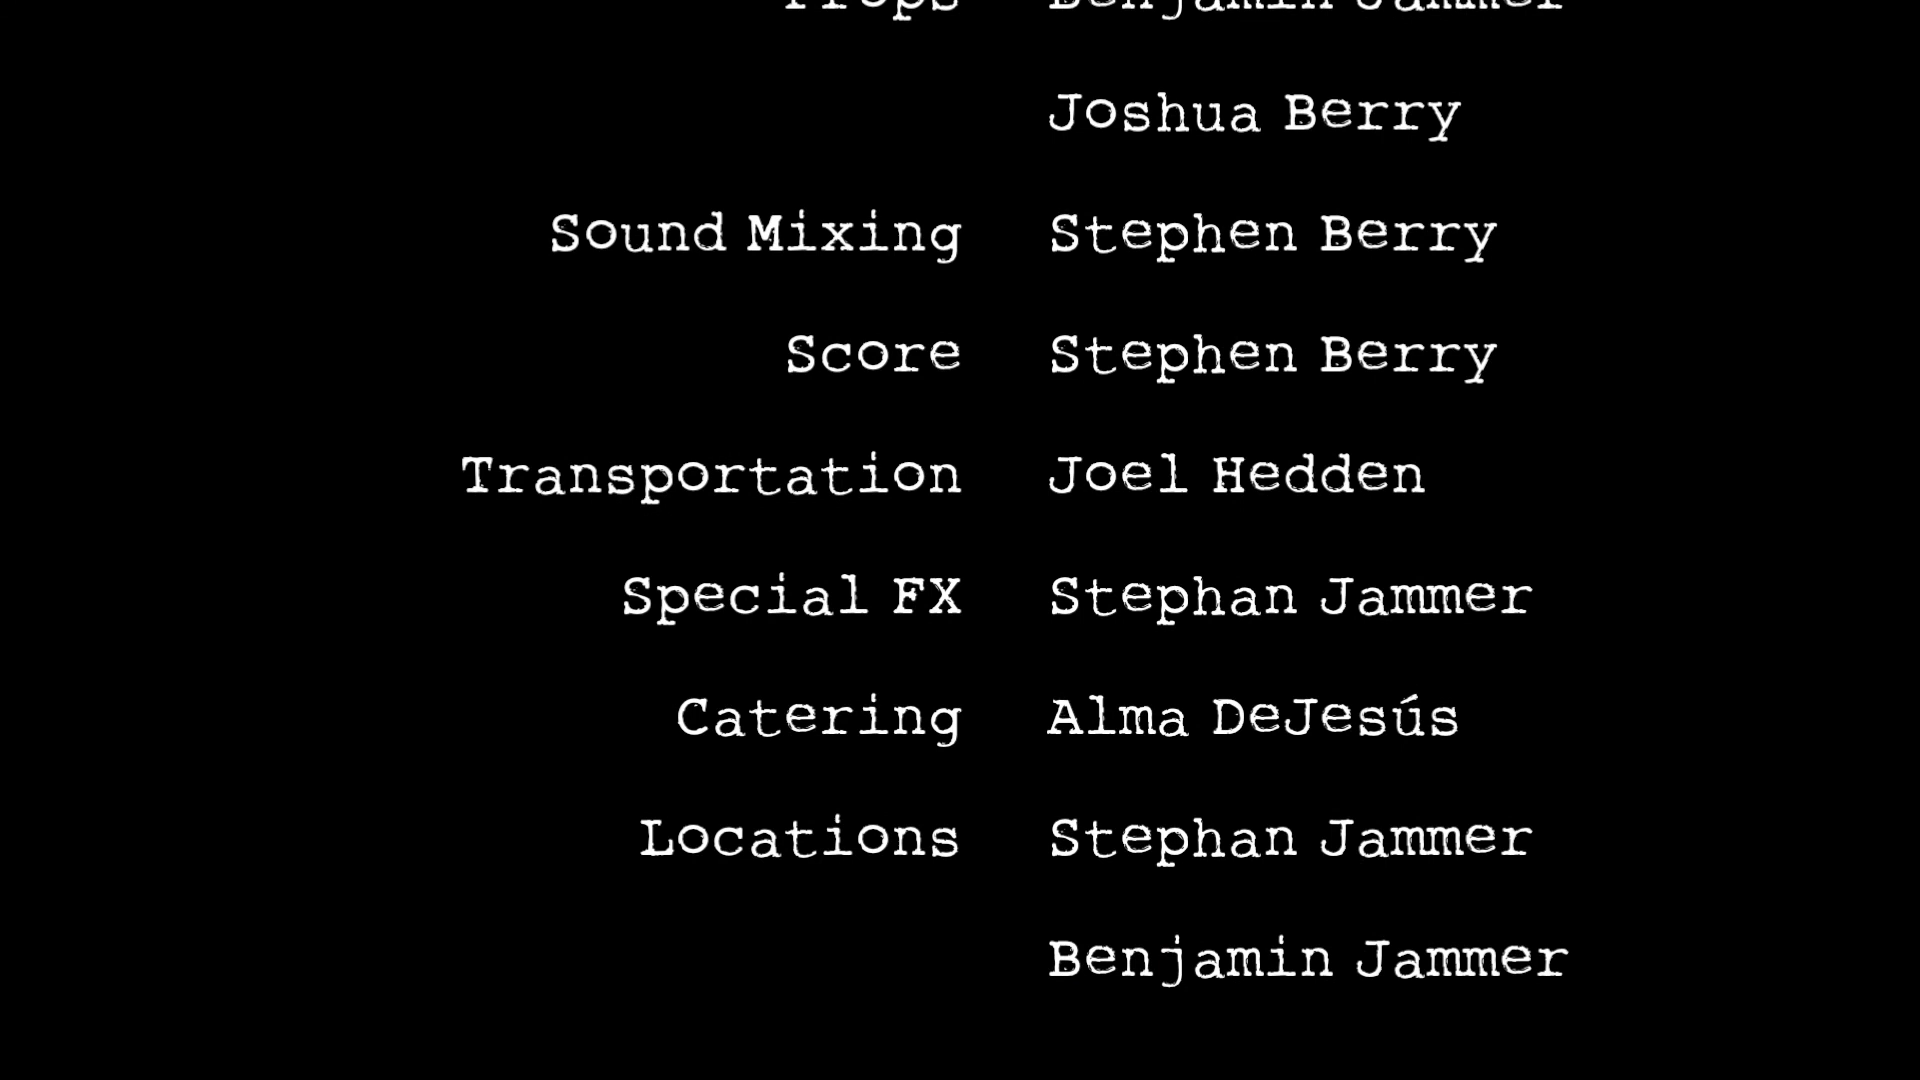 Props Benjamin Jammer
Joshua Berry
Sound Mixing Stephen Berry
Score Stephen Berry
Transportation Joel Hedden
Special FX Stephan Jammer
Catering Alma DeJesús
Locations Stephan Jammer
Benjamin Jammer